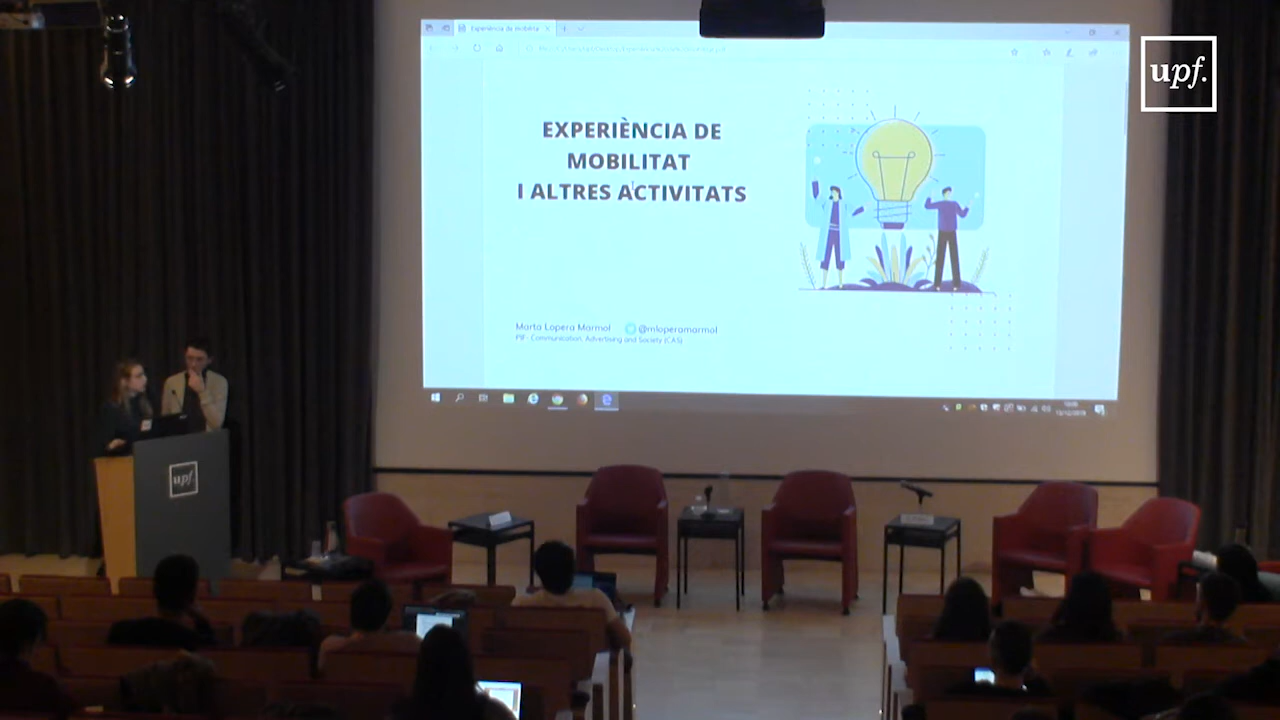 Experiència de mobilita
upf.
EXPERIÈNCIA DE
MOBILITAT
I ALTRES ACTIVITATS
Marta Lopera Marmol @mloperamarmol
PIF- Communication, Advertising and Society (CAS)
upf.